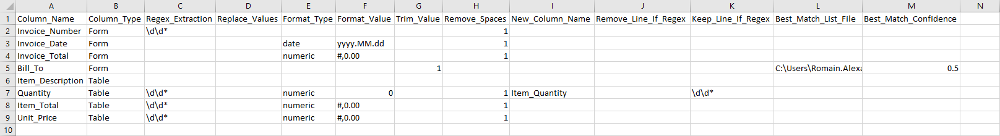 A B C D E F G H I J K L M N
1 Column_Name Column_Type Regex_Extraction Replace_Values Format_Type Format_Value Trim_Value Remove_Spaces New_Column_Name Remove_Line_If_Regex Keep_Line_If_Regex Best_Match_List_File Best_Match_Confidence
2 Invoice_Number Form \d\d* 1
3 Invoice_Date Form date yyyy.MM.dd 1
4 Invoice_Total Form numeric #,0.00 1
5 Bill_To Form 1 C:\Users\Romain.Alexa 0.5
6 Item_Description Table
7 Quantity Table \d\d* numeric 0 1 Item_Quantity \d\d*
8 Item_Total Table \d\d* numeric #,0.00 1
9 Unit_Price Table \d\d* numeric #,0.00 1
10